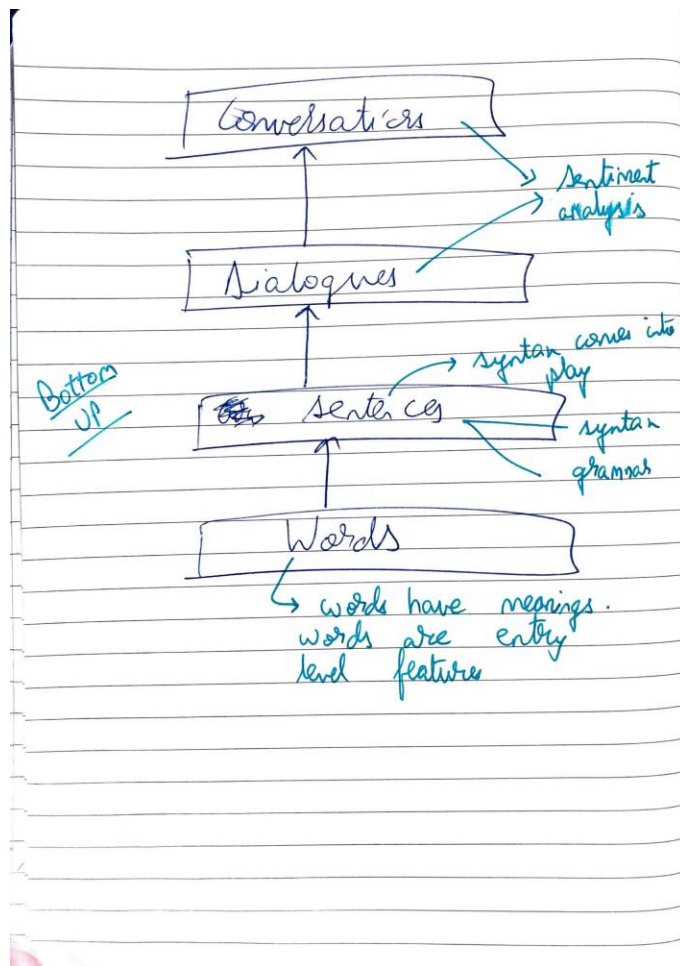 Conversations
sentiment
analysis
Dialogues
Bottom
UP
syntax comes into
play
sentences
syntax
grammar
Words
words have meanings.
words are entry
level features